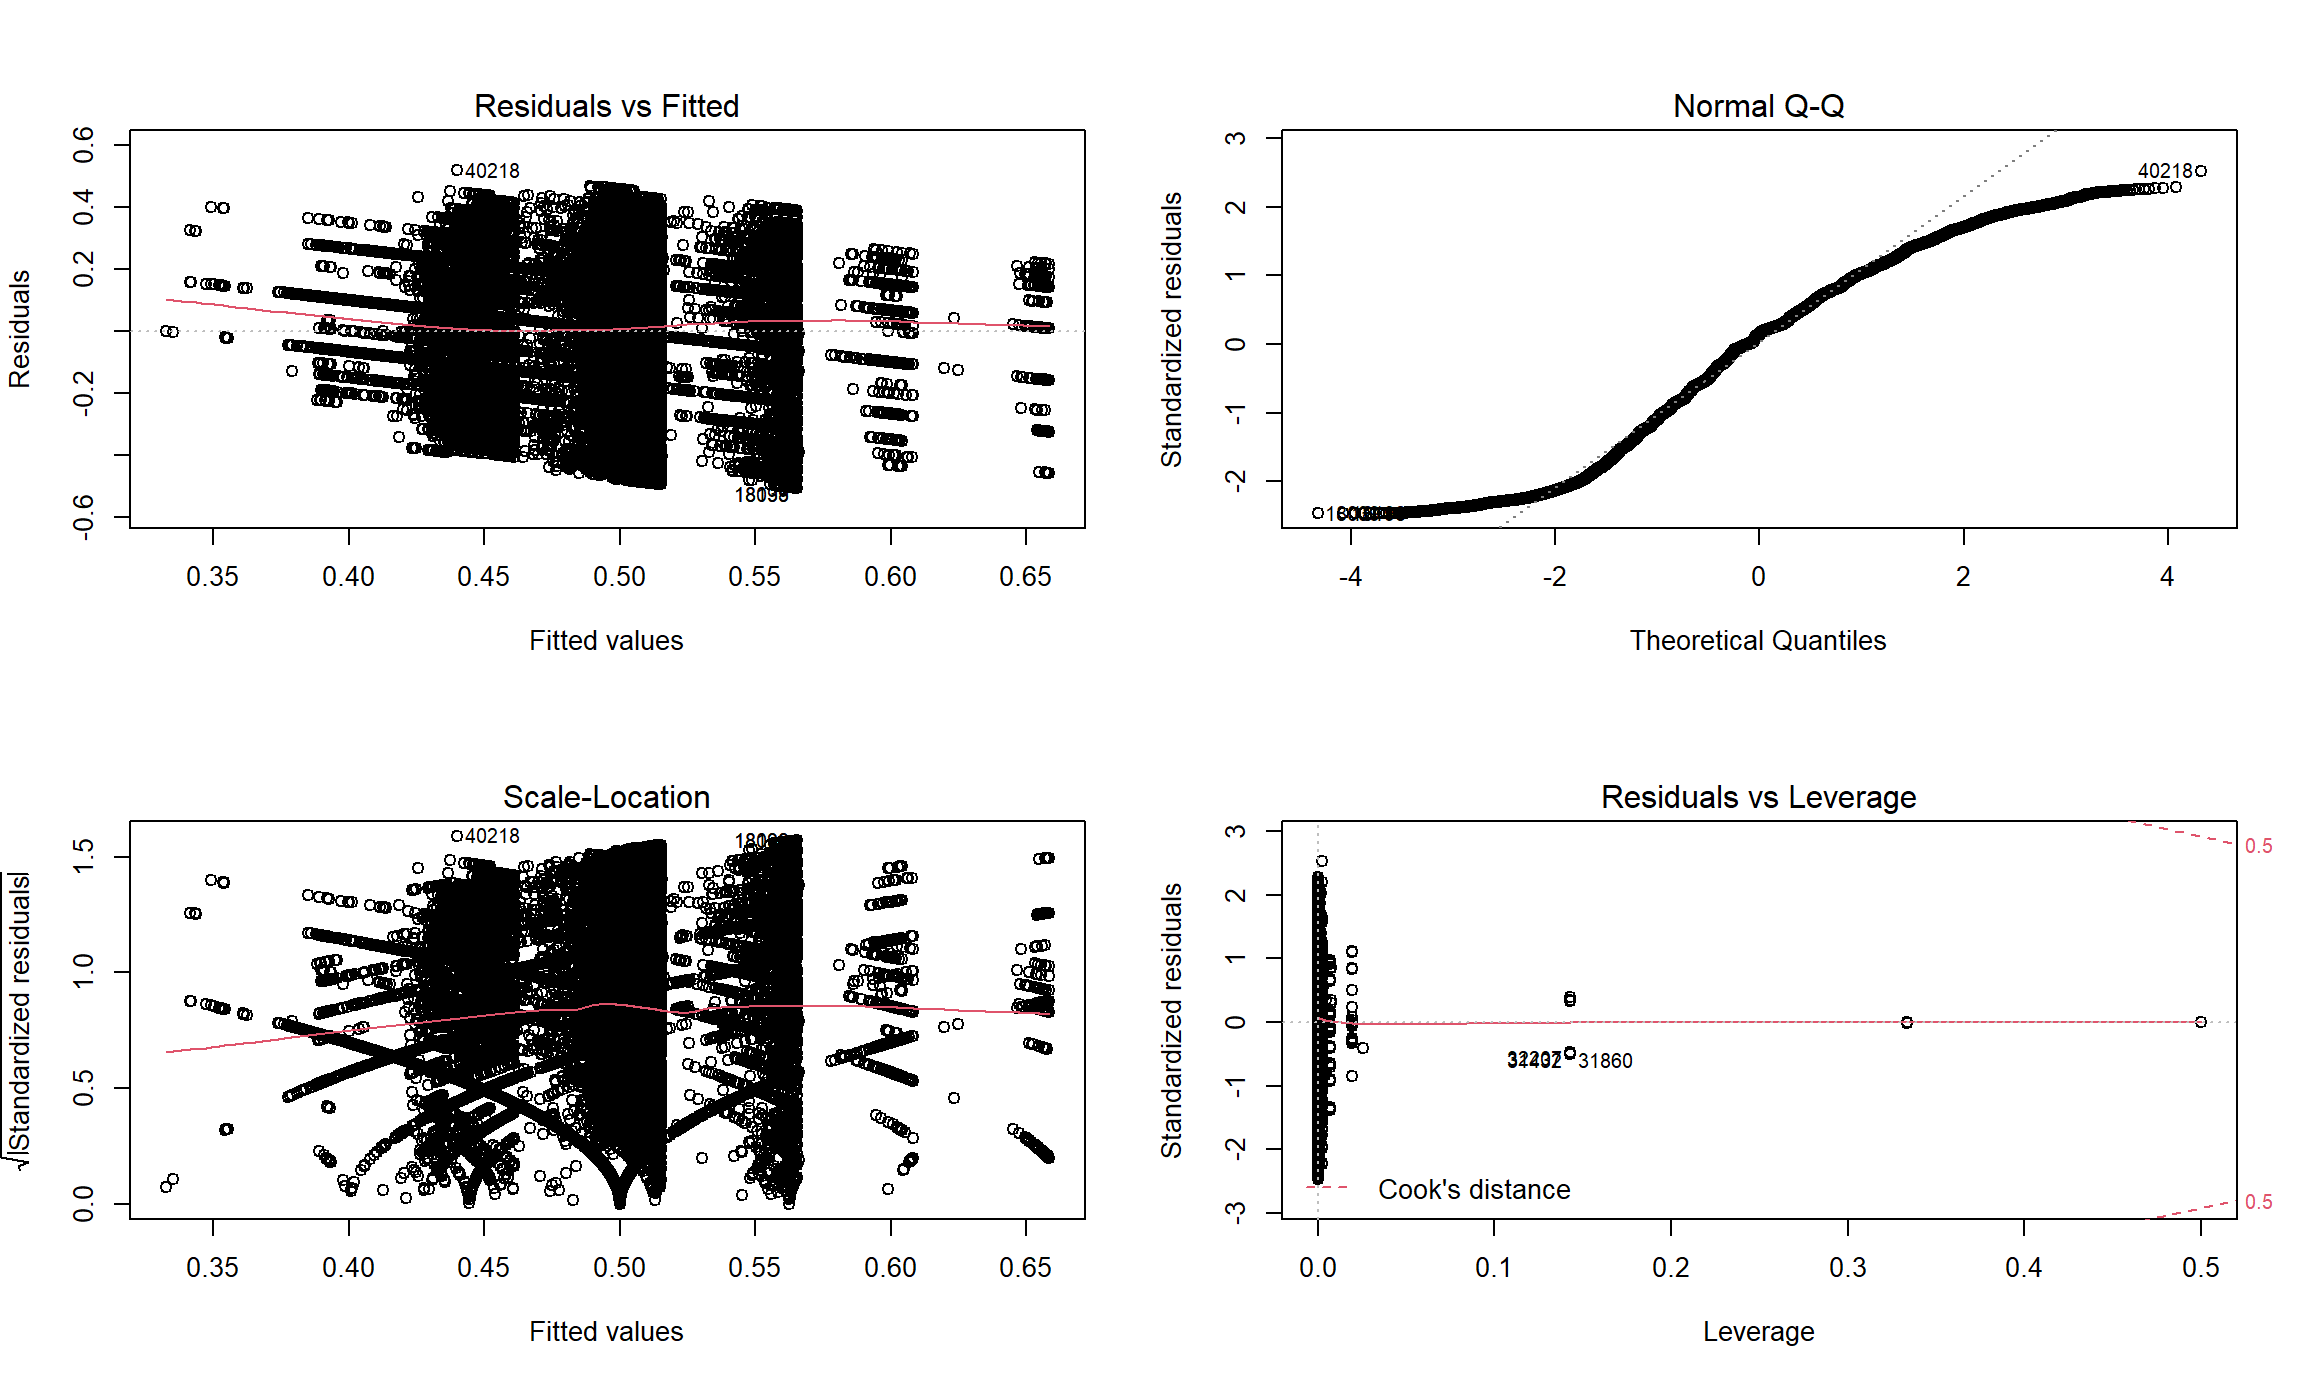 Residuals vs Fitted
Residuals
0.6
0.4
0.2
-0.2
-0.6
40218
0.35 0.40 0.45 0.50 0.55 0.60 0.65
Fitted values
Normal Q-Q
Standardized residuals
3
2
1
0
-1
-2
40218
-4 -2 0 2 4
Theoretical Quantiles
Scale-Location
√|Standardized residuals|
1.5
1.0
0.5
0.0
40218
0.35 0.40 0.45 0.50 0.55 0.60 0.65
Fitted values
Residuals vs Leverage
Standardized residuals
3
2
1
0
-1
-2
-3
0.5
31860
Cook's distance
0.5
0.0 0.1 0.2 0.3 0.4 0.5
Leverage